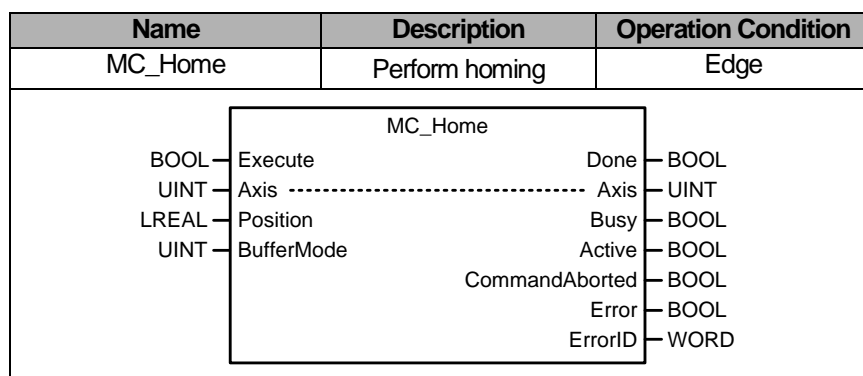 Name Description Operation Condition
MC_Home Perform homing Edge
MC_Home
BOOL Execute Done BOOL
UINT Axis Axis UINT
LREAL Position Busy BOOL
UINT BufferMode Active BOOL
CommandAborted BOOL
Error BOOL
ErrorID WORD